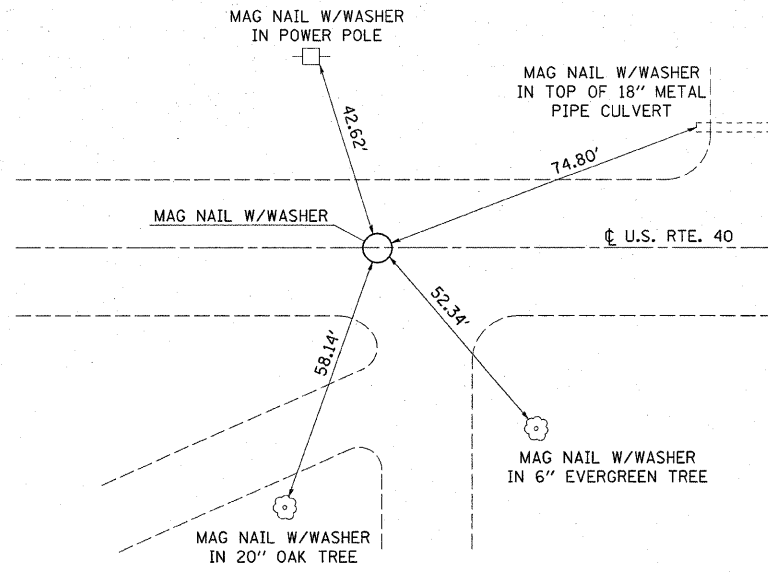 MAG NAIL W/WASHER
IN POWER POLE
MAG NAIL W/WASHER
IN TOP OF 18" METAL
PIPE CULVERT
42.62'
74.80'
MAG NAIL W/WASHER
℄ U.S. RTE. 40
52.34'
58.14'
MAG NAIL W/WASHER
IN 6" EVERGREEN TREE
MAG NAIL W/WASHER
IN 20" OAK TREE